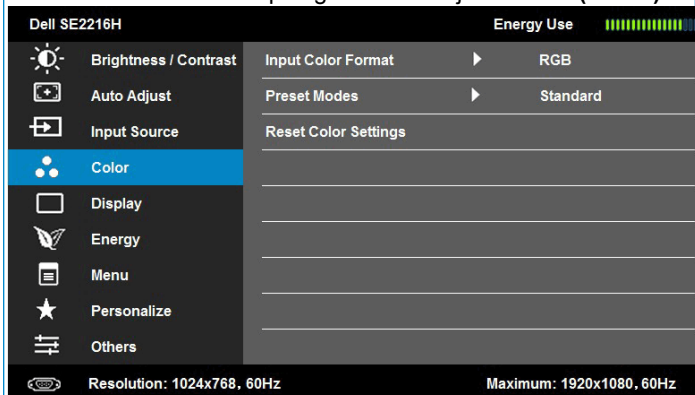 Dell SE2216H Energy Use
Brightness / Contrast Input Color Format RGB
Auto Adjust Preset Modes Standard
Input Source Reset Color Settings
Color
Display
Energy
Menu
Personalize
Others
Resolution: 1024x768, 60Hz Maximum: 1920x1080, 60Hz